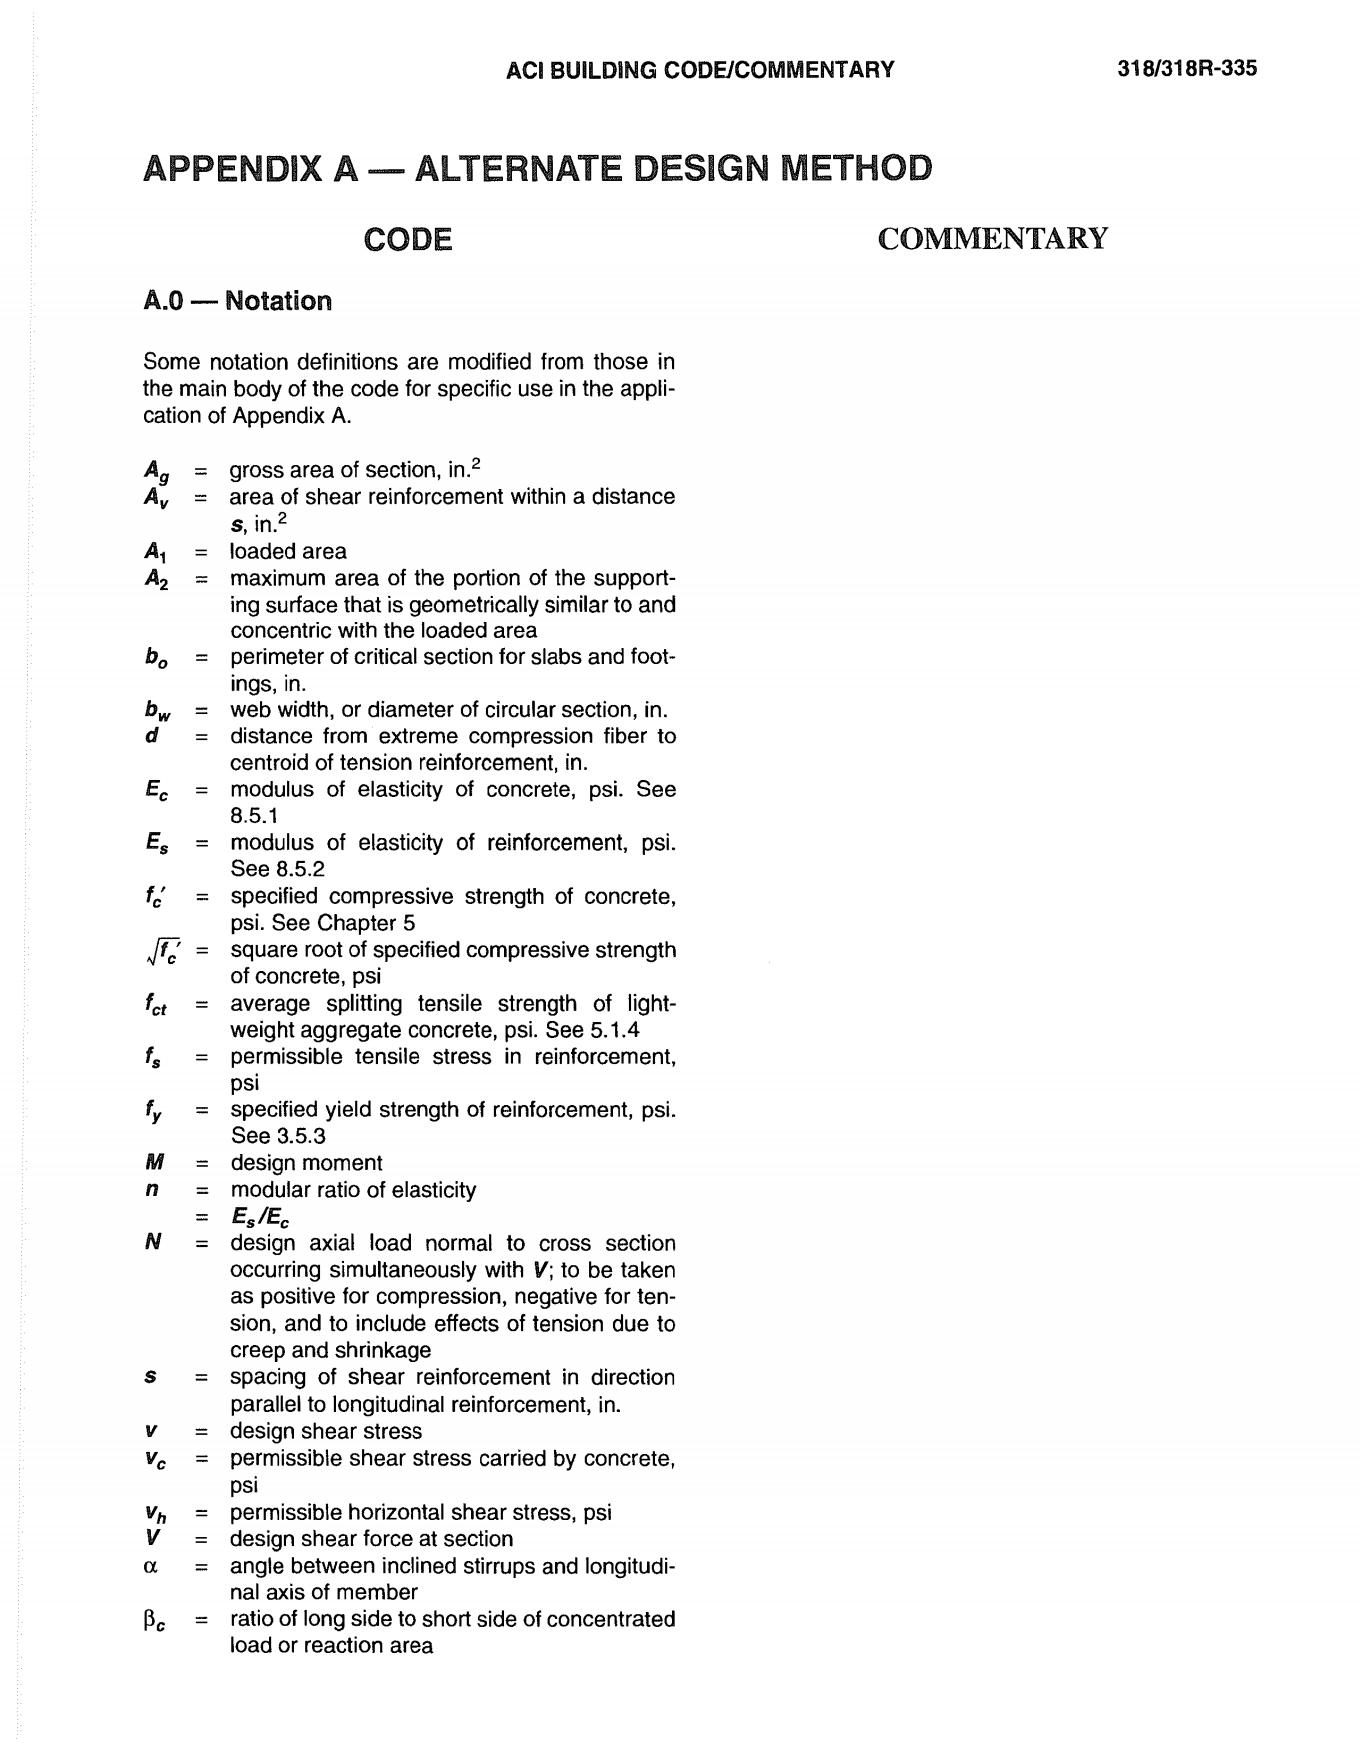 ACI BUILDING CODE/COMMENTARY 318/318R-335
APPENDIX A — ALTERNATE DESIGN METHOD
CODE COMMENTARY
A.0 — Notation
Some notation definitions are modified from those in
the main body of the code for specific use in the appli-
cation of Appendix A.
A_g = gross area of section, in.²
A_v = area of shear reinforcement within a distance
s, in.²
A_1 = loaded area
A_2 = maximum area of the portion of the support-
ing surface that is geometrically similar to and
concentric with the loaded area
b_o = perimeter of critical section for slabs and foot-
ings, in.
b_w = web width, or diameter of circular section, in.
d = distance from extreme compression fiber to
centroid of tension reinforcement, in.
E_c = modulus of elasticity of concrete, psi. See
8.5.1
E_s = modulus of elasticity of reinforcement, psi.
See 8.5.2
f_c′ = specified compressive strength of concrete,
psi. See Chapter 5
√f_c′ = square root of specified compressive strength
of concrete, psi
f_ct = average splitting tensile strength of light-
weight aggregate concrete, psi. See 5.1.4
f_s = permissible tensile stress in reinforcement,
psi
f_y = specified yield strength of reinforcement, psi.
See 3.5.3
M = design moment
n = modular ratio of elasticity
= E_s/E_c
N = design axial load normal to cross section
occurring simultaneously with V; to be taken
as positive for compression, negative for ten-
sion, and to include effects of tension due to
creep and shrinkage
s = spacing of shear reinforcement in direction
parallel to longitudinal reinforcement, in.
v = design shear stress
v_c = permissible shear stress carried by concrete,
psi
v_h = permissible horizontal shear stress, psi
V = design shear force at section
α = angle between inclined stirrups and longitudi-
nal axis of member
β_c = ratio of long side to short side of concentrated
load or reaction area